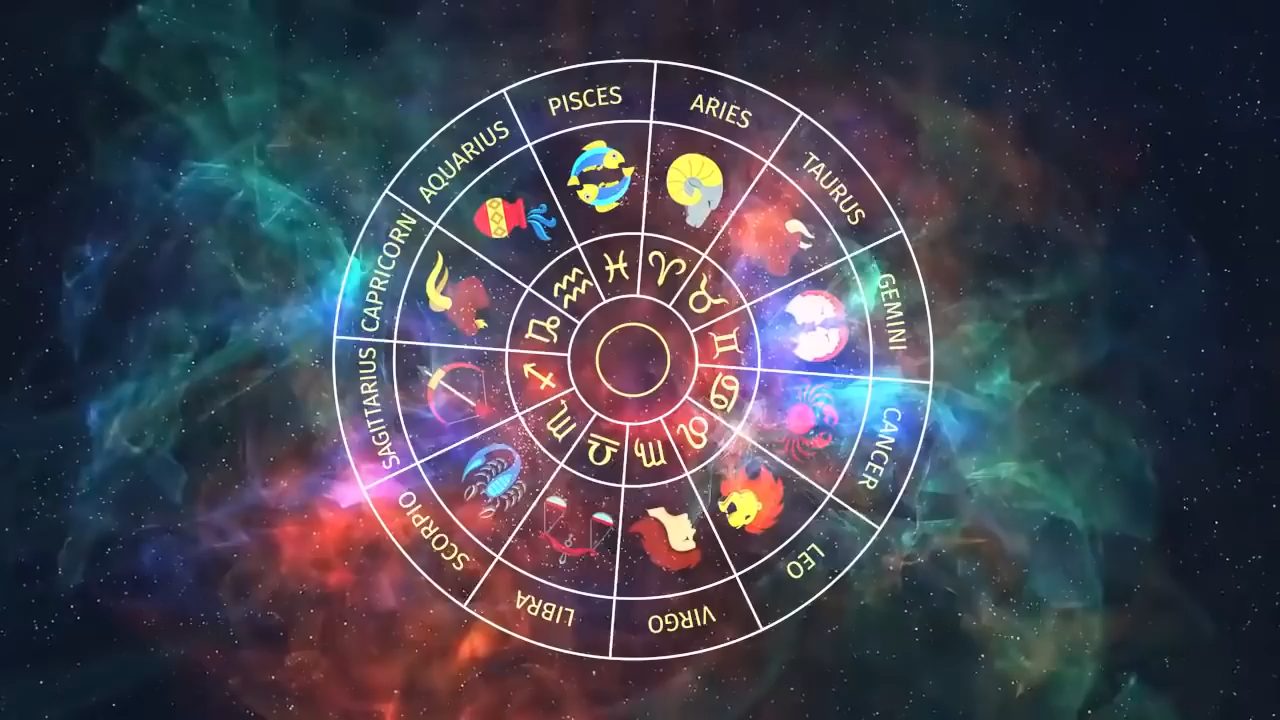 PISCES
ARIES
TAURUS
GEMINI
CANCER
LEO
VIRGO
LIBRA
SCORPIO
SAGITTARIUS
CAPRICORN
AQUARIUS
♓
♈
♉
♊
♋
♌
♍
♎
♏
♐
♑
♒